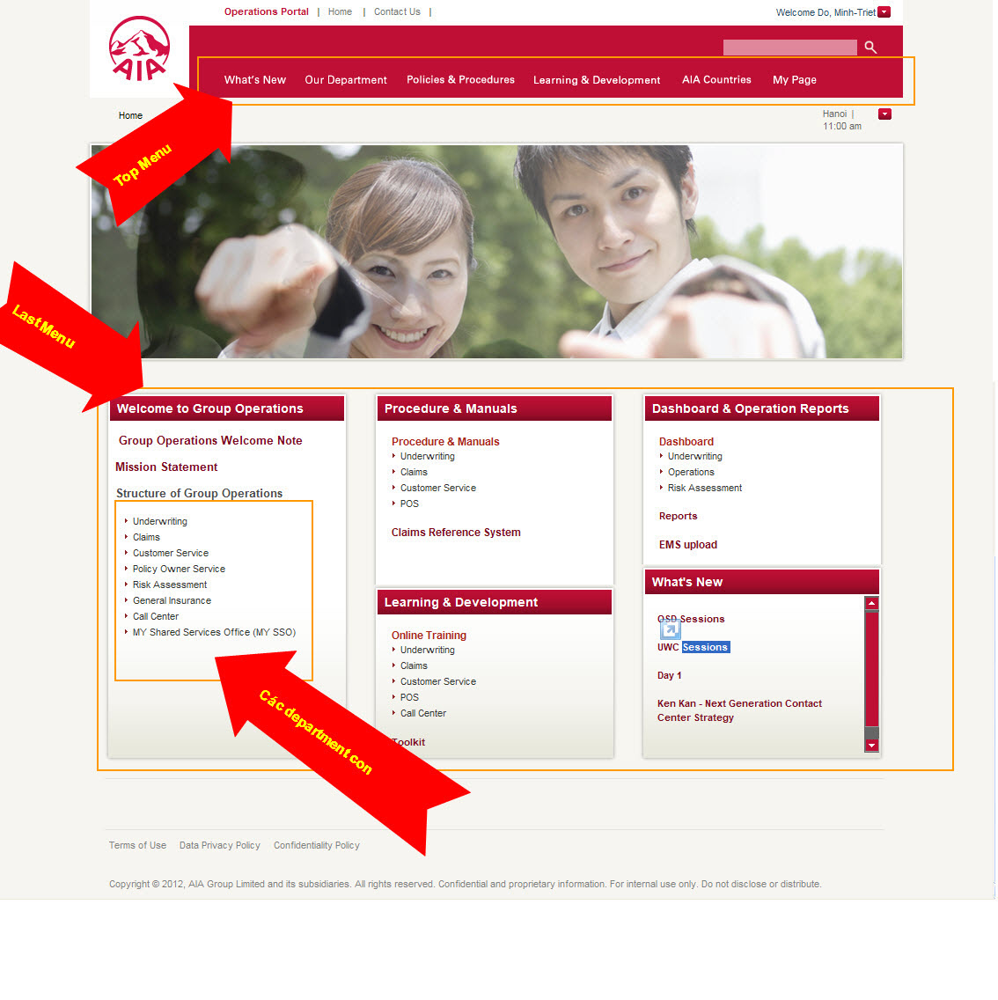 Operations Portal | Home | Contact Us |
Welcome Do, Minh-Triet
AIA
What's New Our Department Policies & Procedures Learning & Development AIA Countries My Page
Home
Hanoi |
11:00 am
Top Menu
Last Menu
Welcome to Group Operations
Group Operations Welcome Note
Mission Statement
Structure of Group Operations
Underwriting
Claims
Customer Service
Policy Owner Service
Risk Assessment
General Insurance
Call Center
MY Shared Services Office (MY SSO)
Các department con
Procedure & Manuals
Procedure & Manuals
Underwriting
Claims
Customer Service
POS
Claims Reference System
Learning & Development
Online Training
Underwriting
Claims
Customer Service
POS
Call Center
Toolkit
Dashboard & Operation Reports
Dashboard
Underwriting
Operations
Risk Assessment
Reports
EMS upload
What's New
OSD Sessions
UWC Sessions
Day 1
Ken Kan - Next Generation Contact
Center Strategy
Terms of Use Data Privacy Policy Confidentiality Policy
Copyright © 2012, AIA Group Limited and its subsidiaries. All rights reserved. Confidential and proprietary information. For internal use only. Do not disclose or distribute.